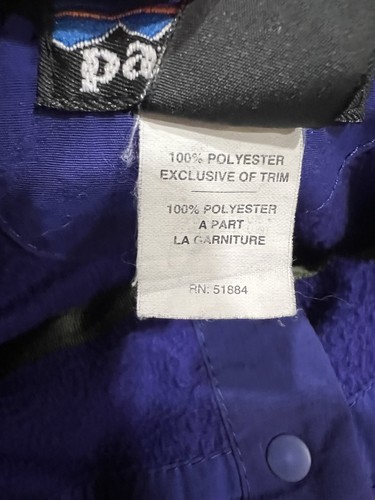 pa
100% POLYESTER
EXCLUSIVE OF TRIM
100% POLYESTER
A PART
LA GARNITURE
RN: 51884